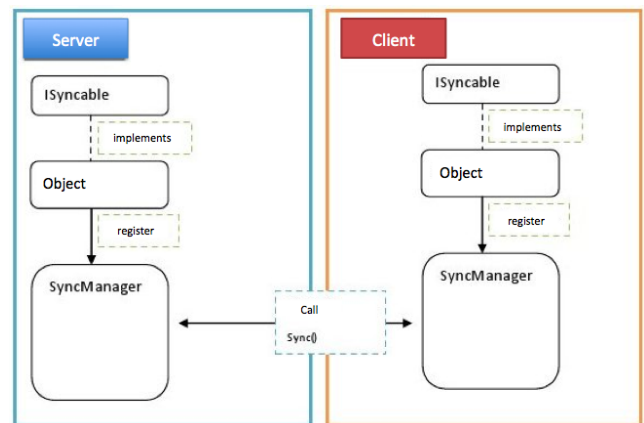 Server
ISyncable
implements
Object
register
SyncManager
Call
Sync()
Client
ISyncable
implements
Object
register
SyncManager